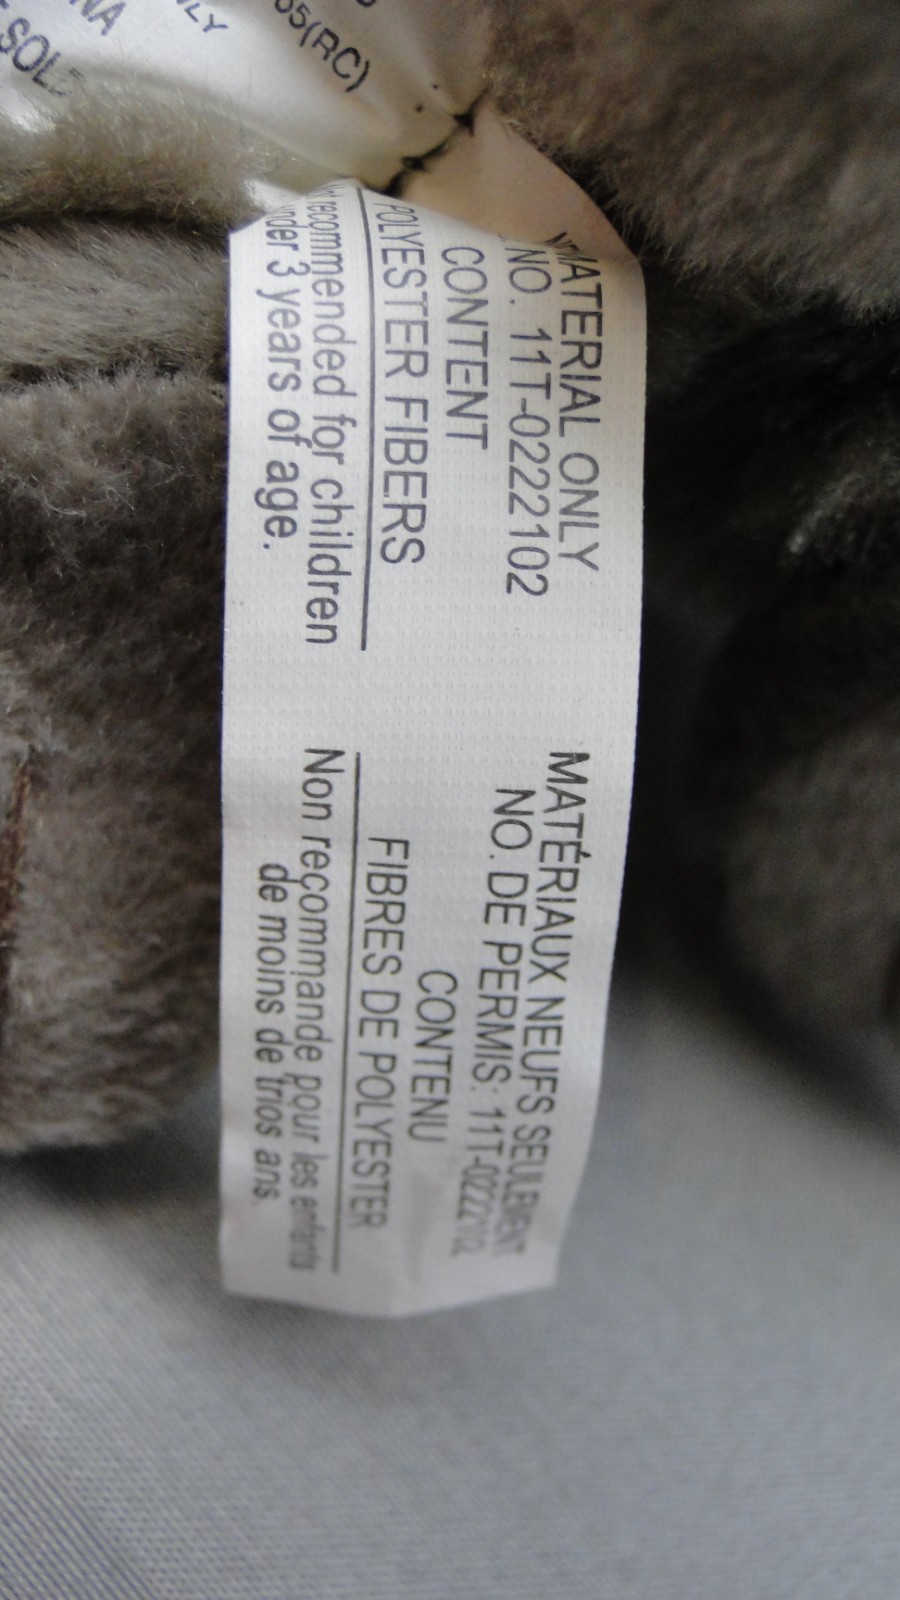 MATERIAL ONLY
NO. 11T-0222102
CONTENT
POLYESTER FIBERS
recommended for children
under 3 years of age.
MATÉRIAUX NEUFS SEULEMENT
NO. DE PERMIS: 11T-0222102
CONTENU
FIBRES DE POLYESTER
Non recommande pour les enfants
de moins de trios ans.
05(RC)